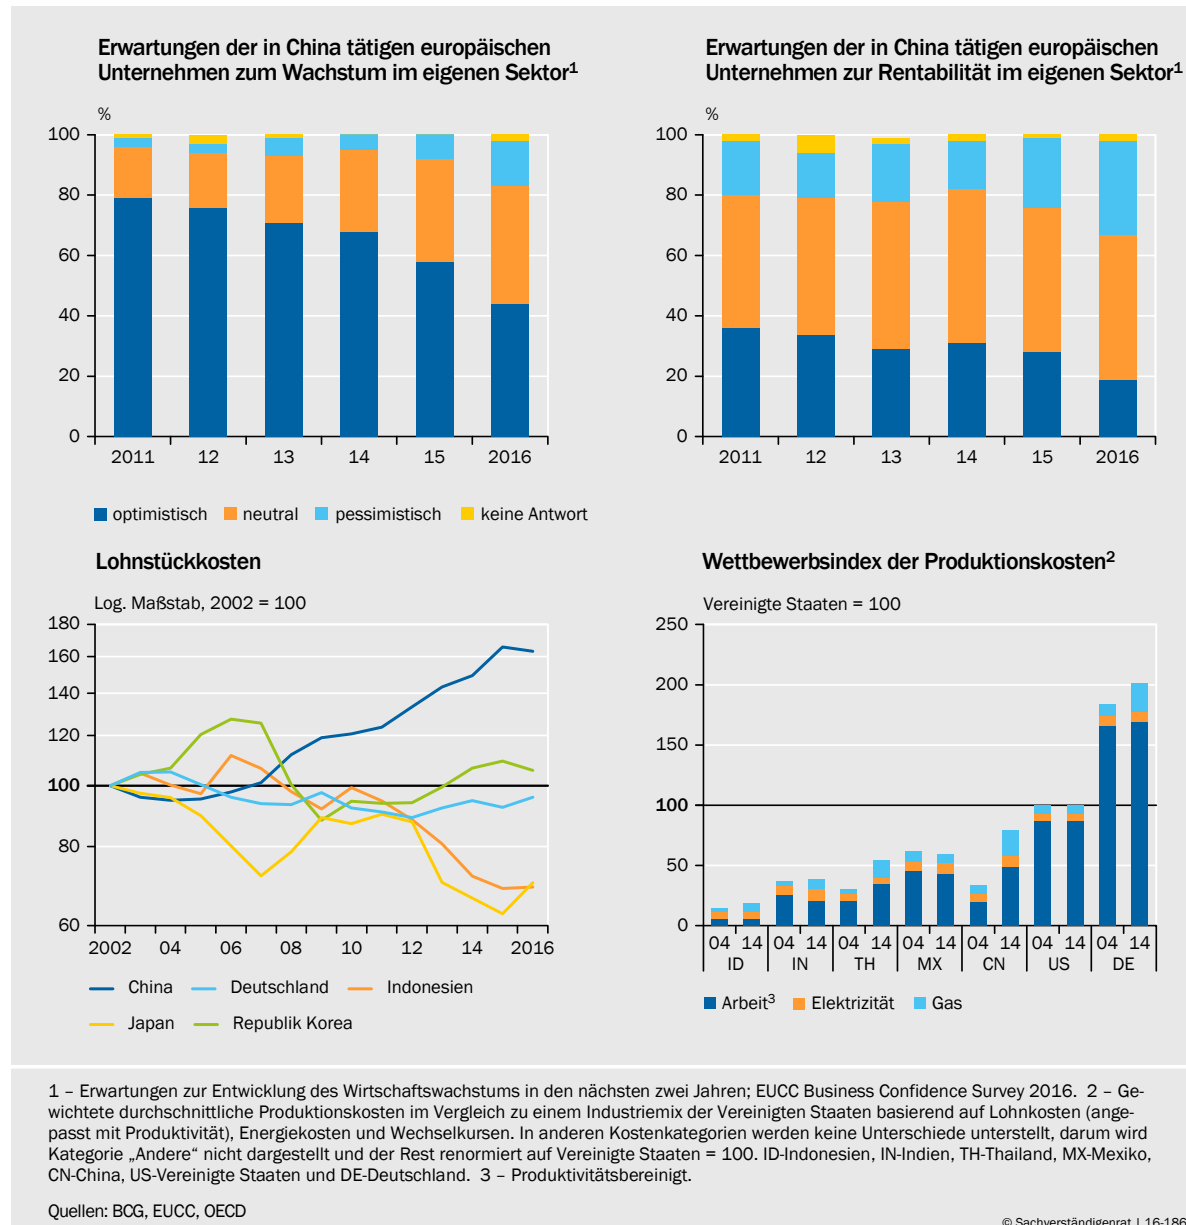 Erwartungen der in China tätigen europäischen
Unternehmen zum Wachstum im eigenen Sektor¹
%
100
80
60
40
20
0
2011 12 13 14 15 2016
optimistisch neutral pessimistisch keine Antwort
Erwartungen der in China tätigen europäischen
Unternehmen zur Rentabilität im eigenen Sektor¹
%
100
80
60
40
20
0
2011 12 13 14 15 2016
Lohnstückkosten
Log. Maßstab, 2002 = 100
180
160
140
120
100
80
60
2002 04 06 08 10 12 14 2016
China Deutschland Indonesien
Japan Republik Korea
Wettbewerbsindex der Produktionskosten²
Vereinigte Staaten = 100
250
200
150
100
50
0
04 14 04 14 04 14 04 14 04 14 04 14 04 14
ID IN TH MX CN US DE
Arbeit³ Elektrizität Gas
1 – Erwartungen zur Entwicklung des Wirtschaftswachstums in den nächsten zwei Jahren; EUCC Business Confidence Survey 2016. 2 – Ge-
wichtete durchschnittliche Produktionskosten im Vergleich zu einem Industriemix der Vereinigten Staaten basierend auf Lohnkosten (ange-
passt mit Produktivität), Energiekosten und Wechselkursen. In anderen Kostenkategorien werden keine Unterschiede unterstellt, darum wird
Kategorie „Andere“ nicht dargestellt und der Rest renormiert auf Vereinigte Staaten = 100. ID-Indonesien, IN-Indien, TH-Thailand, MX-Mexiko,
CN-China, US-Vereinigte Staaten und DE-Deutschland. 3 – Produktivitätsbereinigt.
Quellen: BCG, EUCC, OECD
© Sachverständigenrat | 16-186